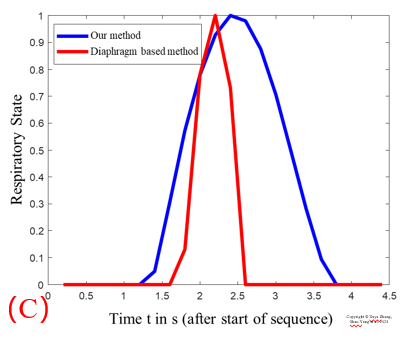 1
0.9
0.8
0.7
0.6
0.5
0.4
0.3
0.2
0.1
0
Respiratory State
Our method
Diaphragm based method
0 0.5 1 1.5 2 2.5 3 3.5 4 4.5
Time t in s (after start of sequence)
(C)
Copyright ©